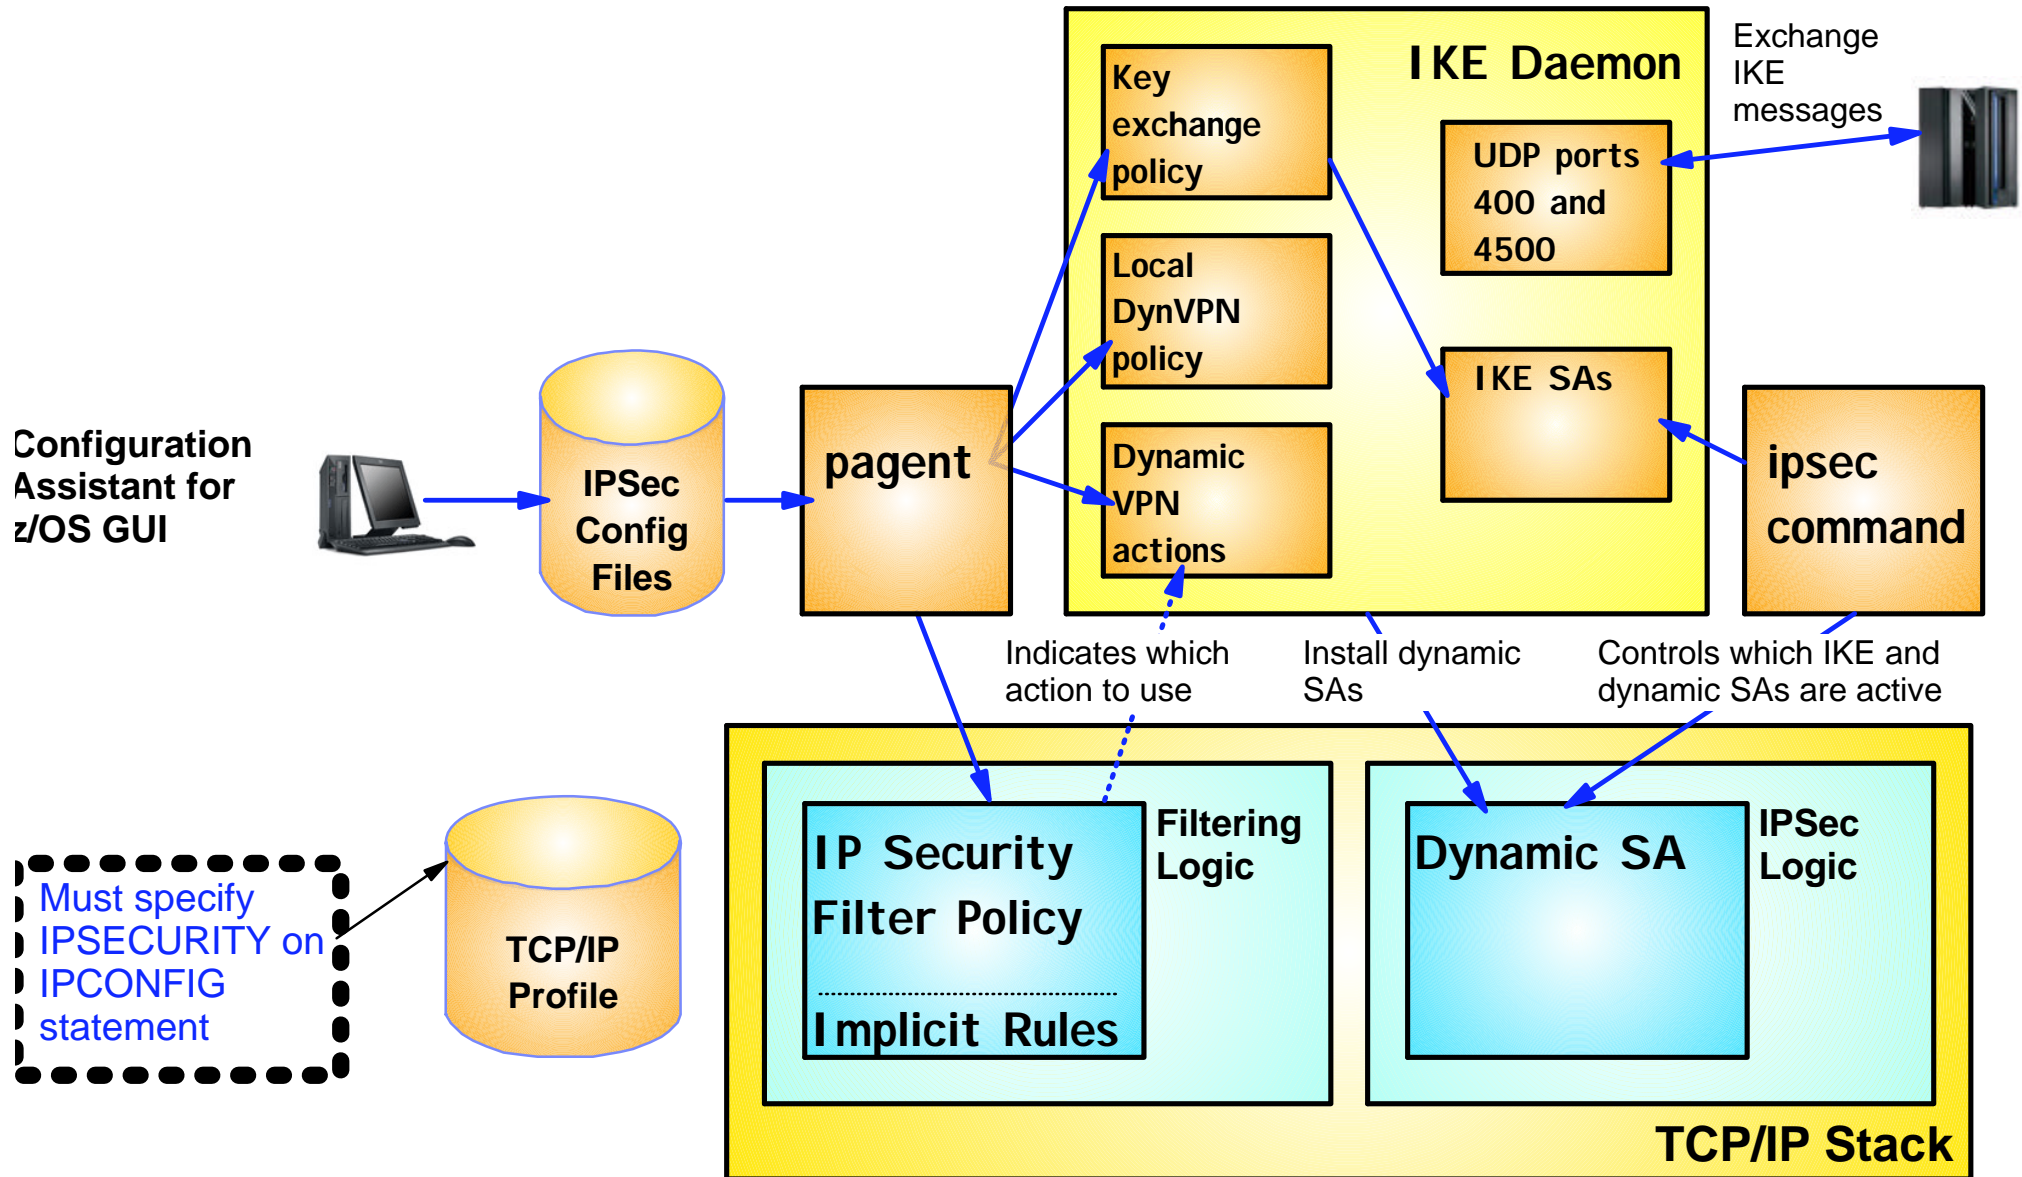 IKE Daemon
Exchange
IKE
messages
Key
exchange
policy
UDP ports
400 and
4500
Local
DynVPN
policy
IKE SAs
Configuration
Assistant for
z/OS GUI
IPSec
Config
Files
pagent
Dynamic
VPN
actions
ipsec
command
Indicates which
action to use
Install dynamic
SAs
Controls which IKE and
dynamic SAs are active
Must specify
IPSECURITY on
IPCONFIG
statement
TCP/IP
Profile
IP Security
Filter Policy
Implicit Rules
Filtering
Logic
Dynamic SA
IPSec
Logic
TCP/IP Stack